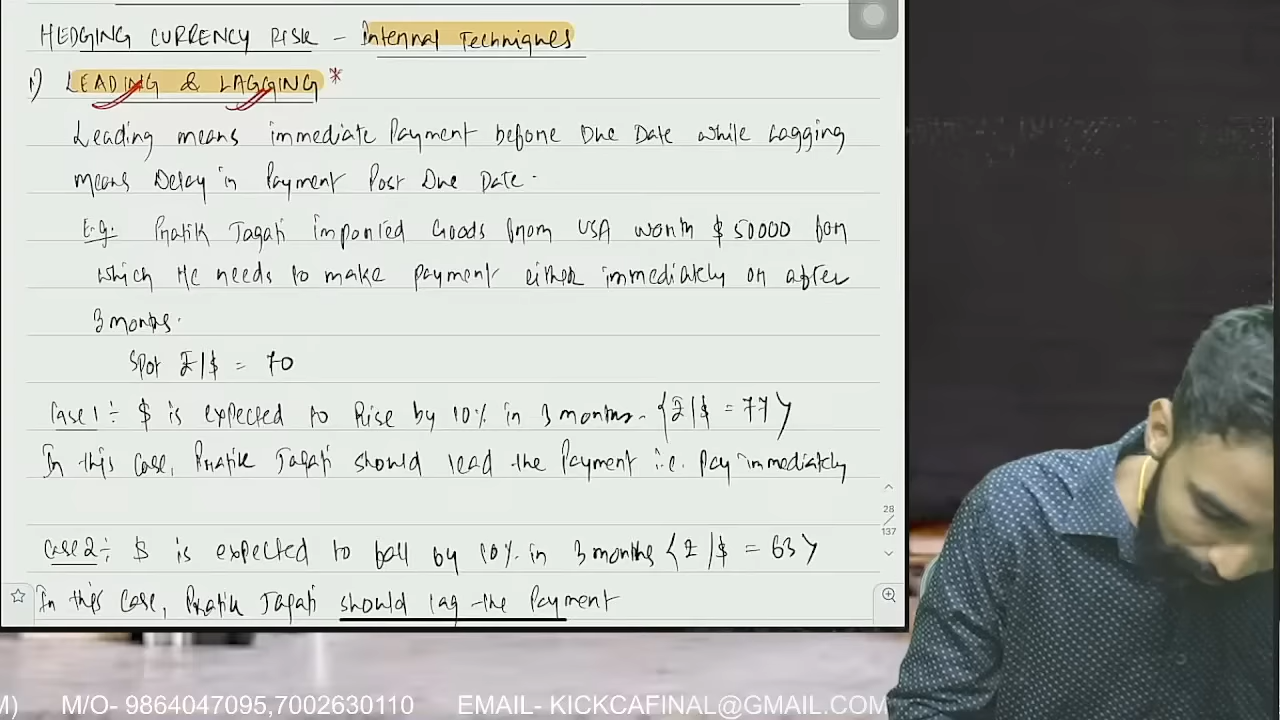 HEDGING CURRENCY RISK - Internal Techniques
1) LEADING & LAGGING *
Leading means immediate Payment before Due Date while Lagging
means Delay in Payment Post Due Date.
E.g. Pratik Jagati imported Goods from USA worth $ 50000 for
which He needs to make payment either immediately or after
3 months.
Spot ₹/$ = 70
Case 1 ÷ $ is expected to Rise by 10% in 3 months - {₹/$ = 77}
In this case, Pratik Jagati should lead the Payment i.e. Pay immediately
Case 2 ÷ $ is expected to fall by 10% in 3 months {₹/$ = 63}
In this Case, Pratik Jagati should lag the Payment
28
/
137
M) M/O- 9864047095,7002630110 EMAIL- KICKCAFINAL@GMAIL.COM